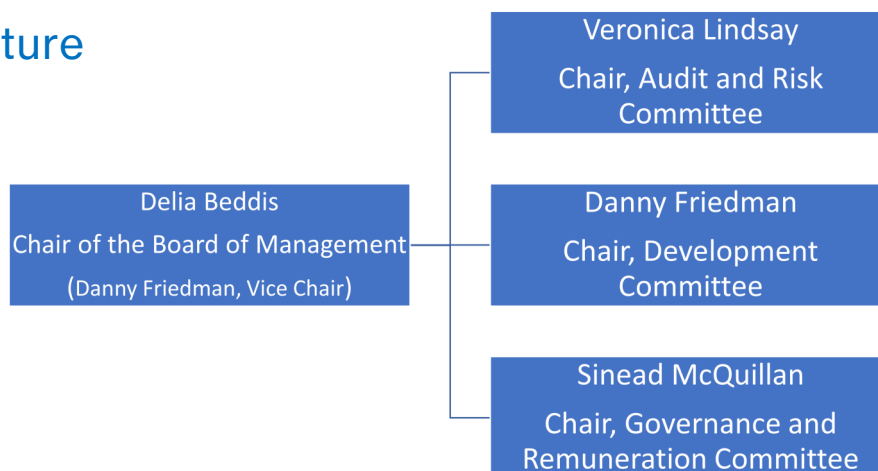 ture
Delia Beddis
Chair of the Board of Management
(Danny Friedman, Vice Chair)
Veronica Lindsay
Chair, Audit and Risk
Committee
Danny Friedman
Chair, Development
Committee
Sinead McQuillan
Chair, Governance and
Remuneration Committee